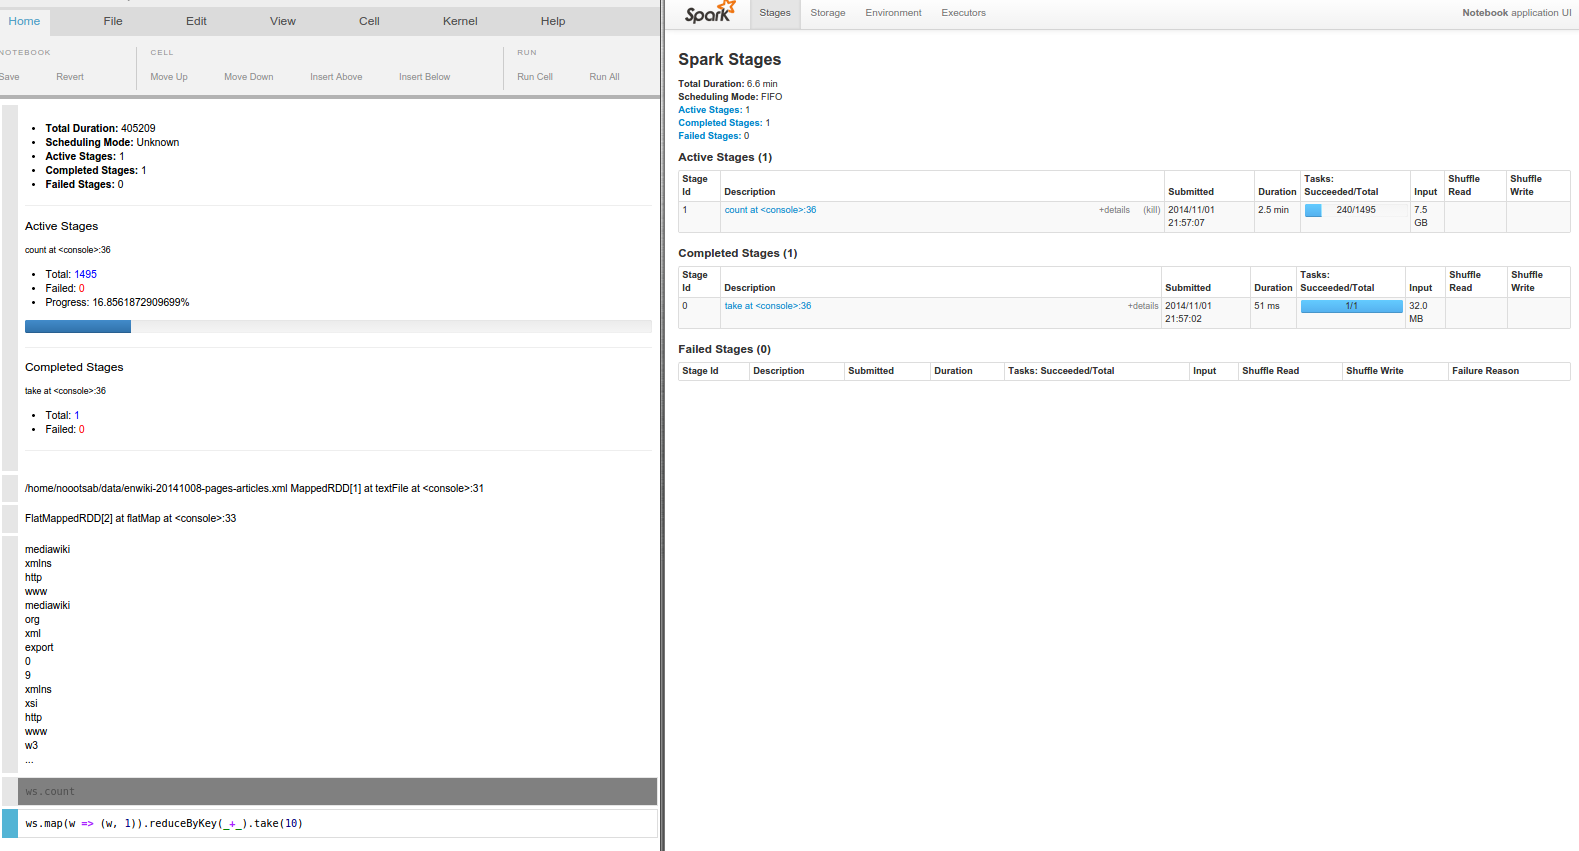 Home File Edit View Cell Kernel Help
NOTEBOOK CELL RUN
Save Revert Move Up Move Down Insert Above Insert Below Run Cell Run All
Total Duration: 405209
Scheduling Mode: Unknown
Active Stages: 1
Completed Stages: 1
Failed Stages: 0
Active Stages
count at <console>:36
Total: 1495
Failed: 0
Progress: 16.8561872909699%
Completed Stages
take at <console>:36
Total: 1
Failed: 0
/home/noootsab/data/enwiki-20141008-pages-articles.xml MappedRDD[1] at textFile at <console>:31
FlatMappedRDD[2] at flatMap at <console>:33
mediawiki
xmlns
http
www
mediawiki
org
xml
export
0
9
xmlns
xsi
http
www
w3
...
ws.count
ws.map(w => (w, 1)).reduceByKey(_+_).take(10)
Spark Stages Storage Environment Executors Notebook application UI
Spark Stages
Total Duration: 6.6 min
Scheduling Mode: FIFO
Active Stages: 1
Completed Stages: 1
Failed Stages: 0
Active Stages (1)
Stage Id Description Submitted Duration Tasks: Succeeded/Total Input Shuffle Read Shuffle Write
1 count at <console>:36 +details (kill) 2014/11/01 21:57:07 2.5 min 240/1495 7.5 GB
Completed Stages (1)
Stage Id Description Submitted Duration Tasks: Succeeded/Total Input Shuffle Read Shuffle Write
0 take at <console>:36 +details 2014/11/01 21:57:02 51 ms 1/1 32.0 MB
Failed Stages (0)
Stage Id Description Submitted Duration Tasks: Succeeded/Total Input Shuffle Read Shuffle Write Failure Reason